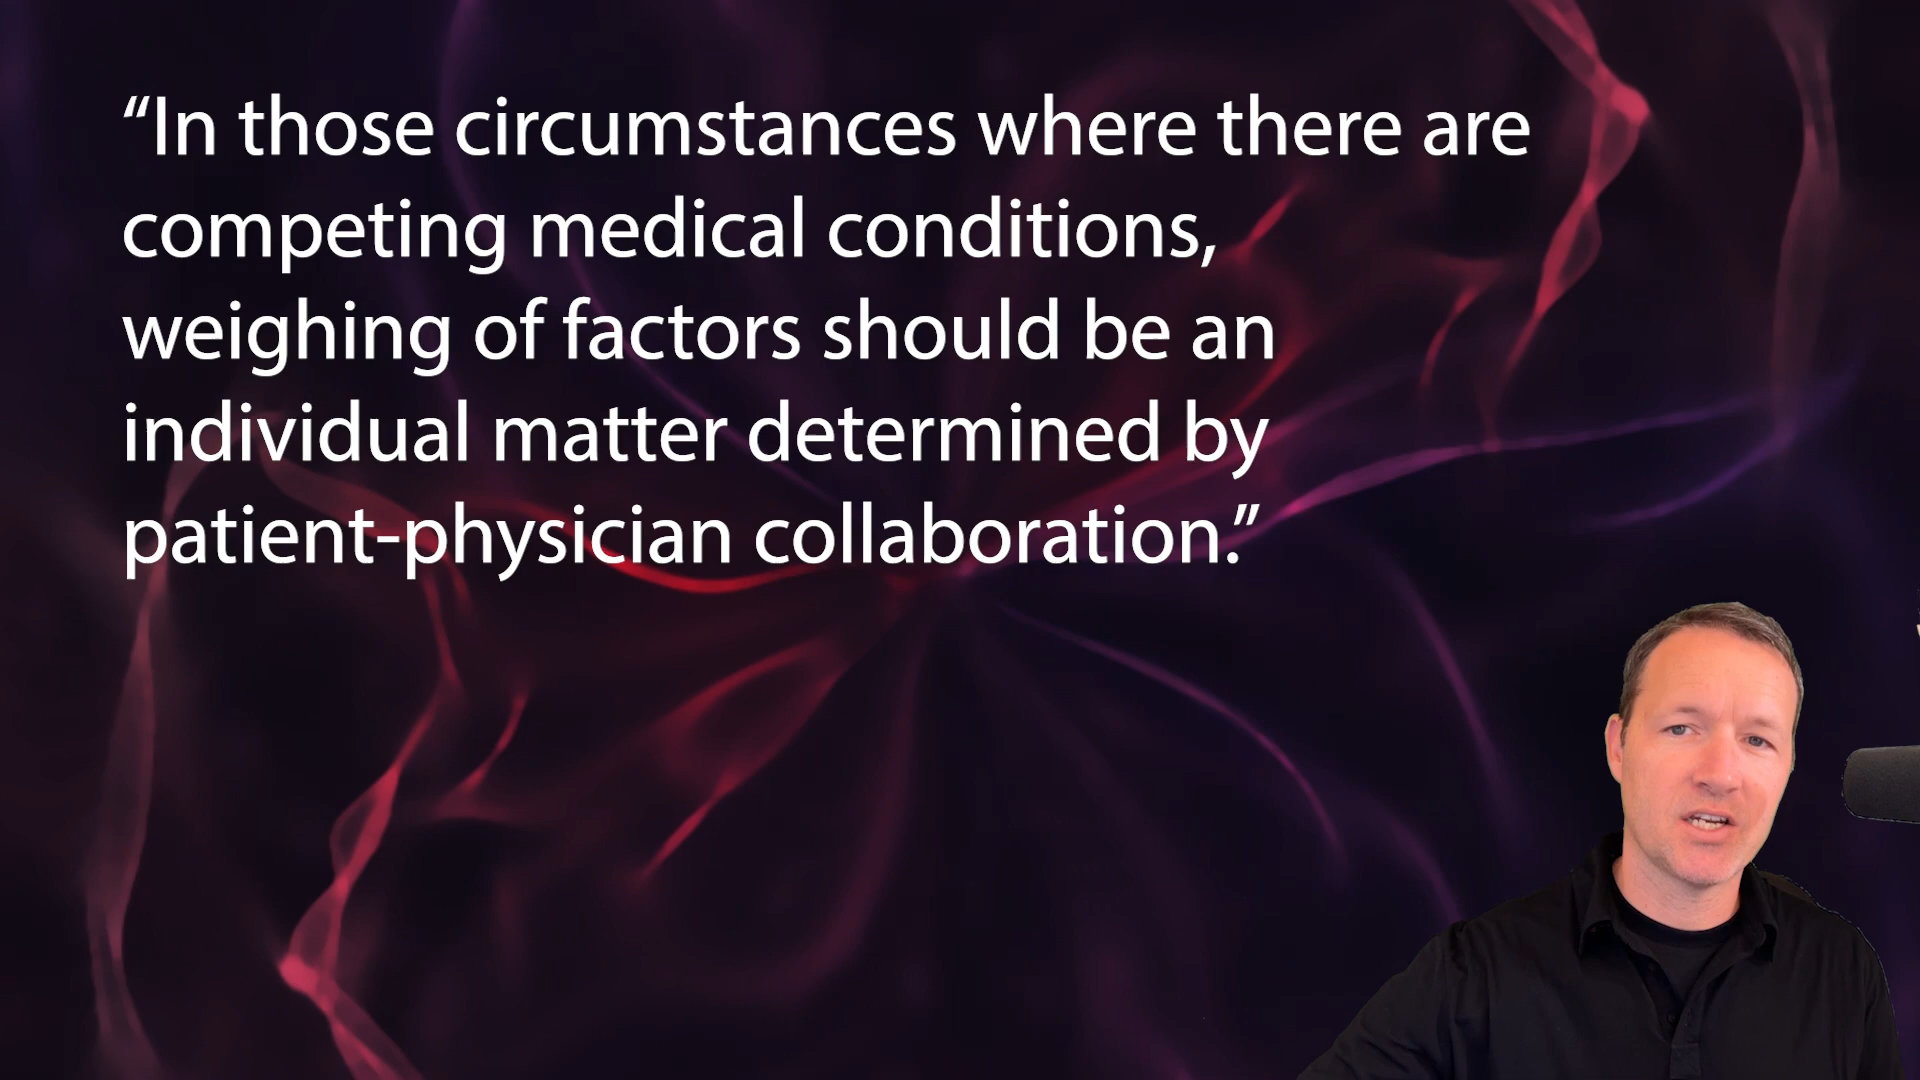 “In those circumstances where there are
competing medical conditions,
weighing of factors should be an
individual matter determined by
patient-physician collaboration.”